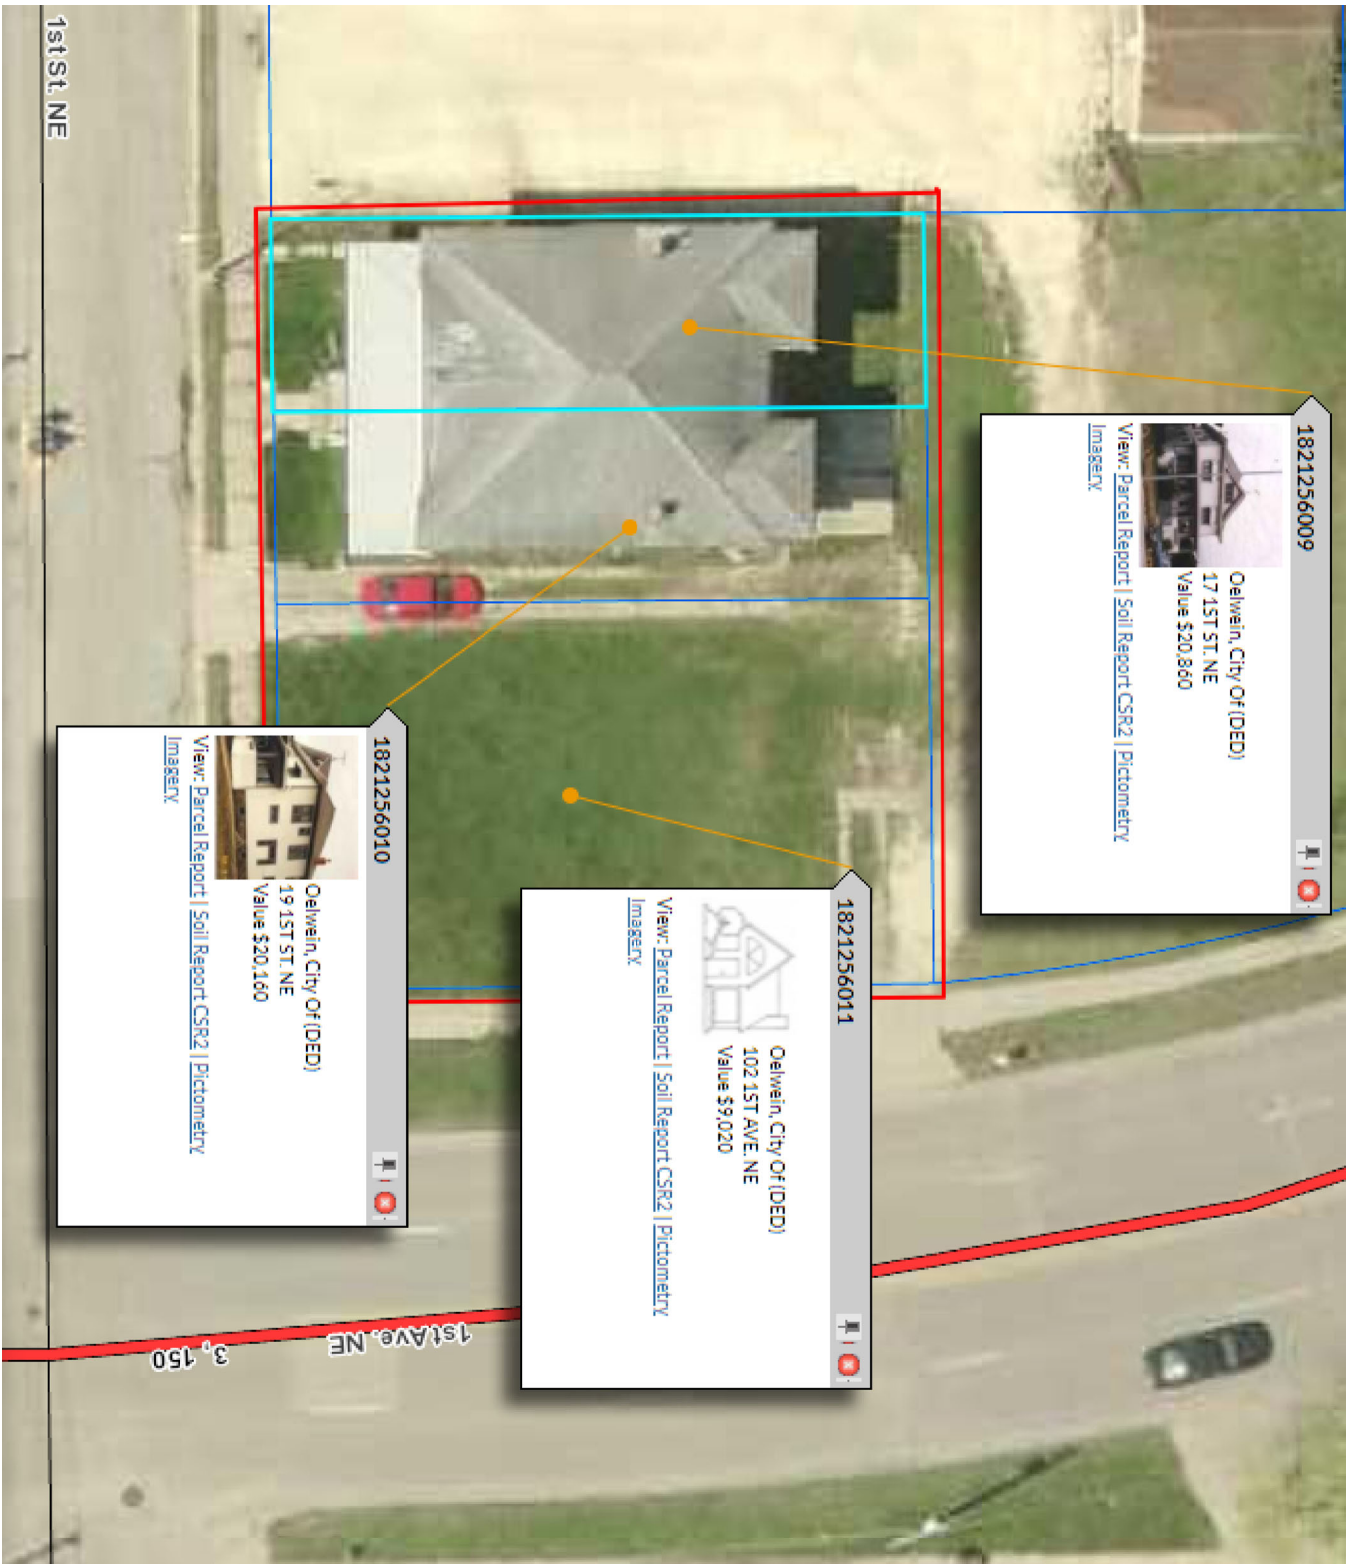 1st St. NE
1821256009
Oelwein, City Of (DED)
17 1ST ST. NE
Value $20,860
View: Parcel Report | Soil Report CSR2 | Pictometry
Imagery
1821256010
Oelwein, City Of (DED)
19 1ST ST. NE
Value $20,160
View: Parcel Report | Soil Report CSR2 | Pictometry
Imagery
1821256011
Oelwein, City Of (DED)
102 1ST AVE. NE
Value $9,020
View: Parcel Report | Soil Report CSR2 | Pictometry
Imagery
1st Ave. NE
3, 150